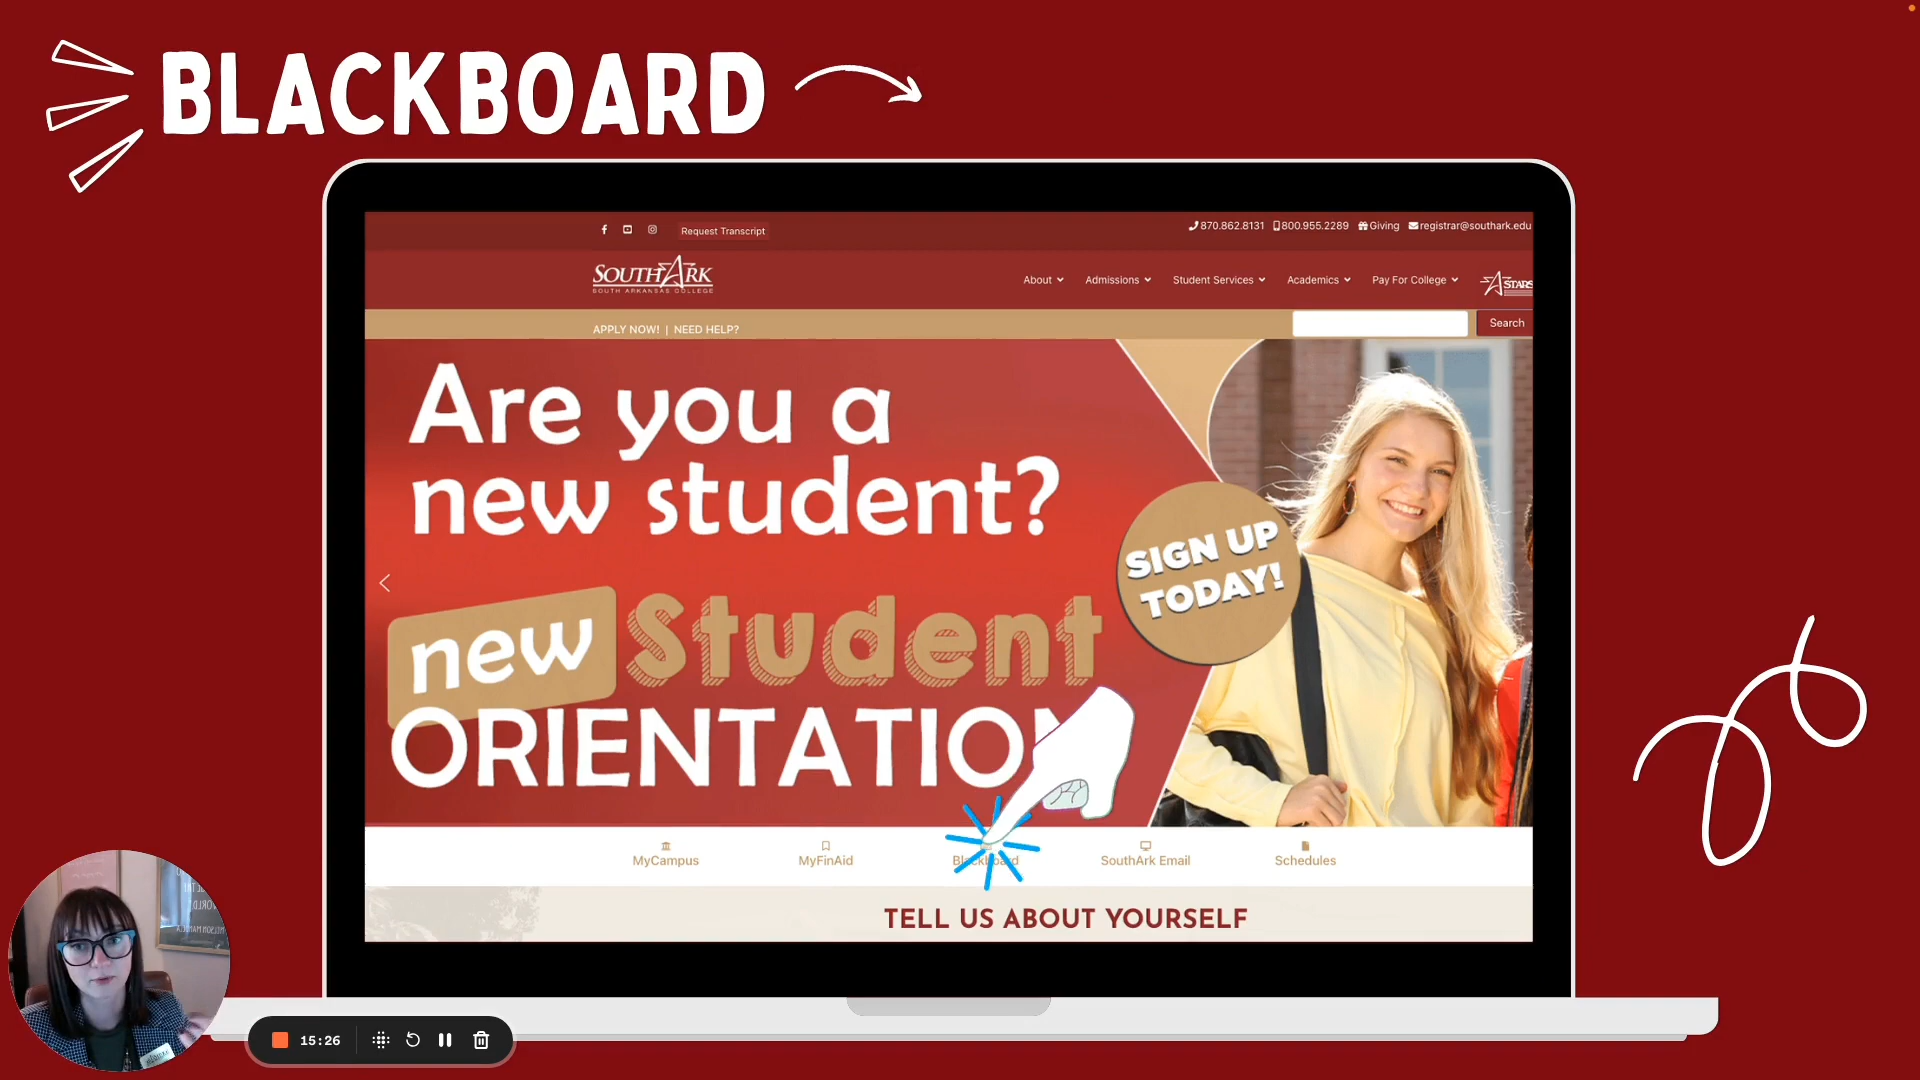 BLACKBOARD
Request Transcript
870.862.8131 800.955.2289 Giving registrar@southark.edu
SOUTHARK
SOUTH ARKANSAS COLLEGE
About Admissions Student Services Academics Pay For College STARS
APPLY NOW! | NEED HELP?
Search
Are you a
new student?
SIGN UP
TODAY!
new Student
ORIENTATION
MyCampus MyFinAid Blackboard SouthArk Email Schedules
TELL US ABOUT YOURSELF
15:26